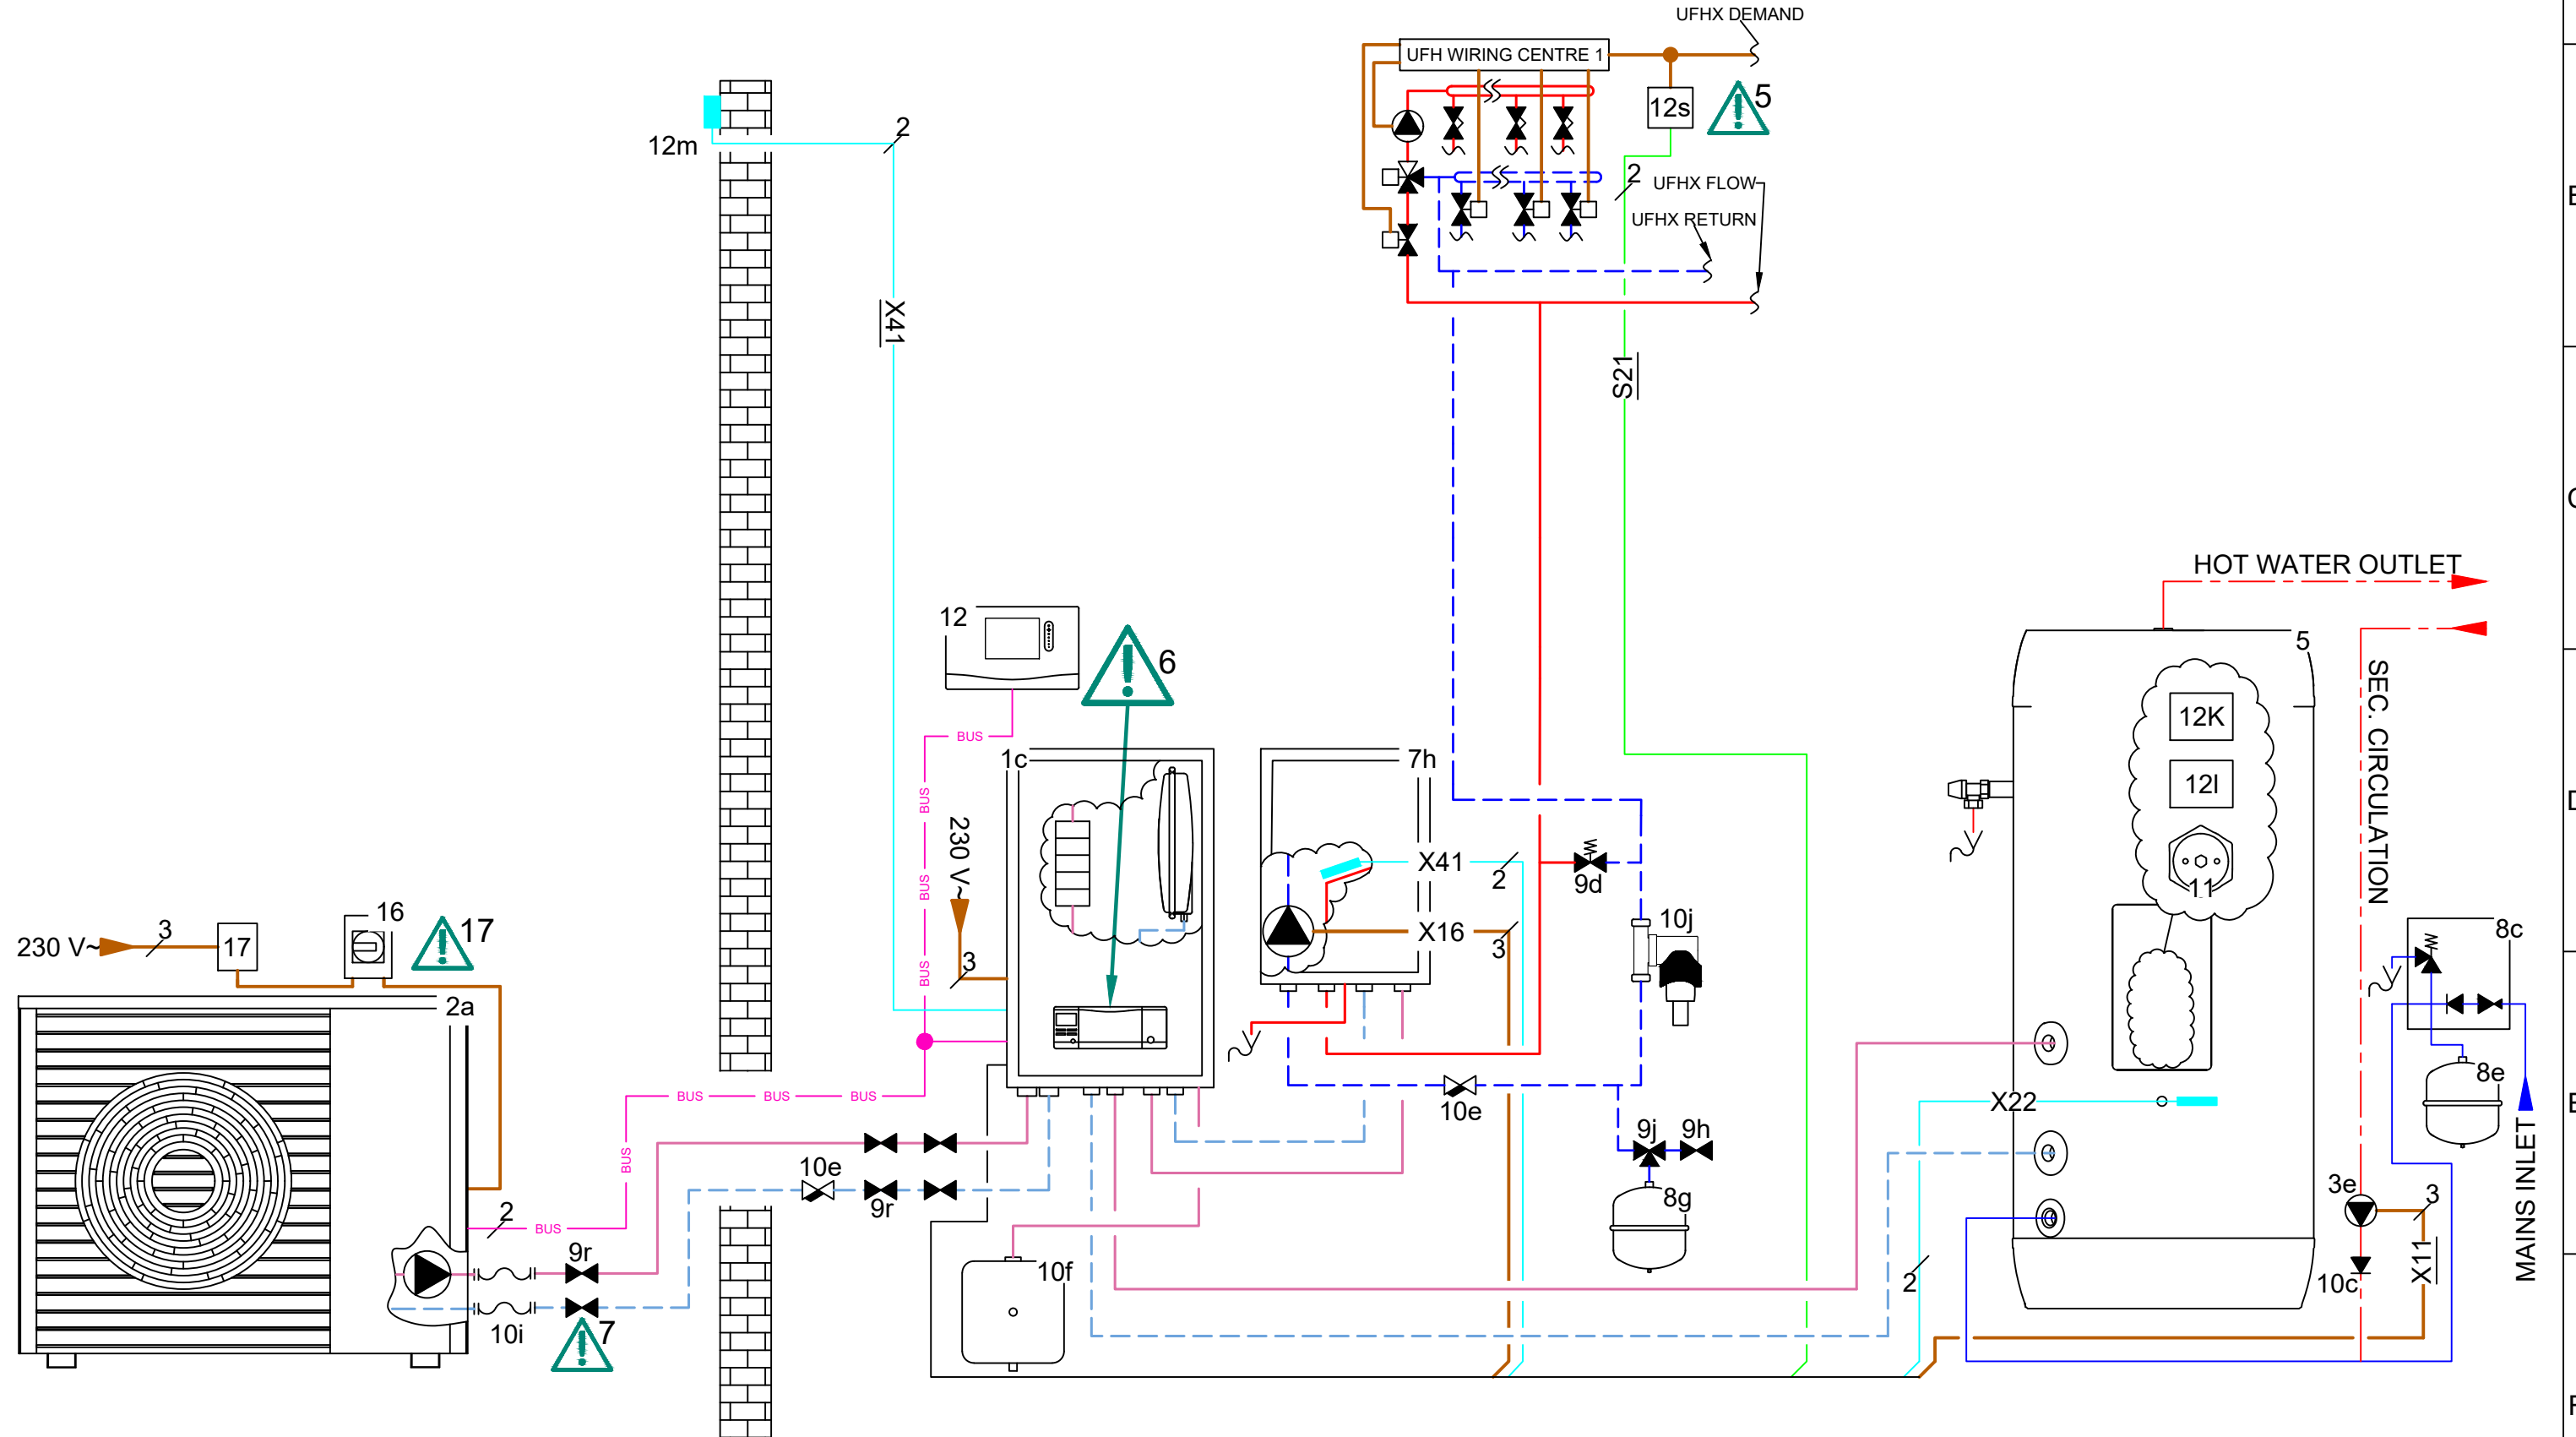 UFHX DEMAND
UFH WIRING CENTRE 1
12s
5
2
12m
2
UFHX FLOW
UFHX RETURN
X41
S21
HOT WATER OUTLET
12
6
5
SEC. CIRCULATION
12K
BUS
1c
7h
12I
BUS
230 V~
X41
2
9d
11
BUS
16
17
10j
8c
230 V~
3
17
X16
3
BUS
3
2a
8e
X22
BUS
BUS
BUS
10e
9j
9h
MAINS INLET
BUS
10e
9r
8g
3e
3
2
BUS
9r
10f
X11
2
10c
10i
7